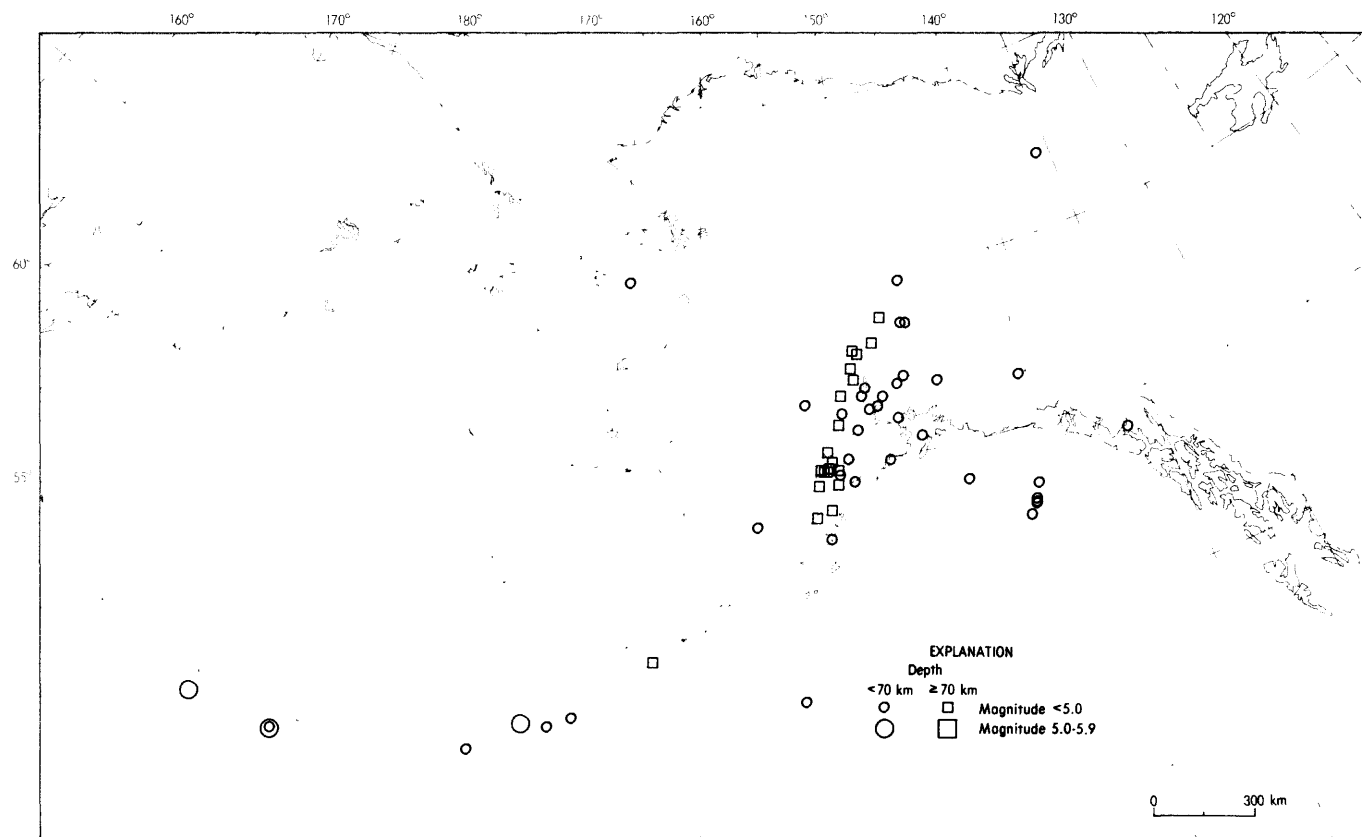 160° 170° 180° 170° 160° 150° 140° 130° 120°
60°
55°
EXPLANATION
Depth
<70 km ≥70 km
Magnitude <5.0
Magnitude 5.0-5.9
0 300 km